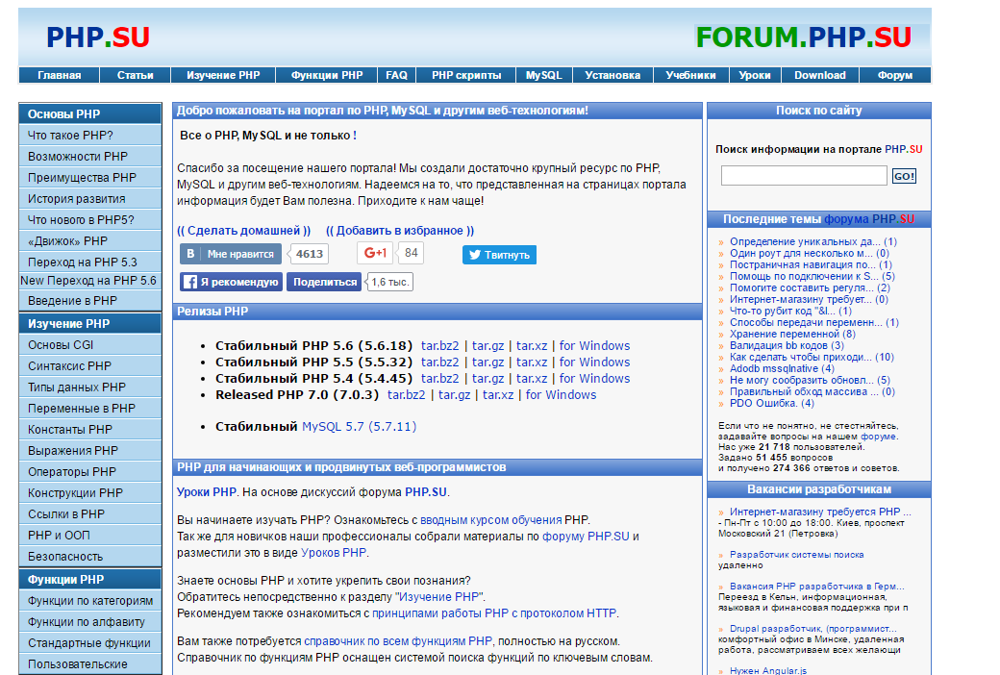 PHP.SU
FORUM.PHP.SU
Главная Статьи Изучение PHP Функции PHP FAQ PHP скрипты MySQL Установка Учебники Уроки Download Форум
Основы PHP
Что такое PHP?
Возможности PHP
Преимущества PHP
История развития
Что нового в PHP5?
«Движок» PHP
Переход на PHP 5.3
New Переход на PHP 5.6
Введение в PHP
Изучение PHP
Основы CGI
Синтаксис PHP
Типы данных PHP
Переменные в PHP
Константы PHP
Выражения PHP
Операторы PHP
Конструкции PHP
Ссылки в PHP
PHP и ООП
Безопасность
Функции PHP
Функции по категориям
Функции по алфавиту
Стандартные функции
Пользовательские
Добро пожаловать на портал по PHP, MySQL и другим веб-технологиям!
Все о PHP, MySQL и не только !
Спасибо за посещение нашего портала! Мы создали достаточно крупный ресурс по PHP,
MySQL и другим веб-технологиям. Надеемся на то, что представленная на страницах портала
информация будет Вам полезна. Приходите к нам чаще!
(( Сделать домашней )) (( Добавить в избранное ))
B Мне нравится 4613 G+1 84 Твитнуть
f Я рекомендую Поделиться 1,6 тыс.
Релизы PHP
• Стабильный PHP 5.6 (5.6.18) tar.bz2 | tar.gz | tar.xz | for Windows
• Стабильный PHP 5.5 (5.5.32) tar.bz2 | tar.gz | tar.xz | for Windows
• Стабильный PHP 5.4 (5.4.45) tar.bz2 | tar.gz | tar.xz | for Windows
• Released PHP 7.0 (7.0.3) tar.bz2 | tar.gz | tar.xz | for Windows
• Стабильный MySQL 5.7 (5.7.11)
PHP для начинающих и продвинутых веб-программистов
Уроки PHP. На основе дискуссий форума PHP.SU.
Вы начинаете изучать PHP? Ознакомьтесь с вводным курсом обучения PHP.
Так же для новичков наши профессионалы собрали материалы по форуму PHP.SU и
разместили это в виде Уроков PHP.
Знаете основы PHP и хотите укрепить свои познания?
Обратитесь непосредственно к разделу "Изучение PHP".
Рекомендуем также ознакомиться с принципами работы PHP с протоколом HTTP.
Вам также потребуется справочник по всем функциям PHP, полностью на русском.
Справочник по функциям PHP оснащен системой поиска функций по ключевым словам.
Поиск по сайту
Поиск информации на портале PHP.SU
GO!
Последние темы форума PHP.SU
» Определение уникальных да... (1)
» Один роут для несколько м... (0)
» Постраничная навигация по... (1)
» Помощь по подключении к S... (5)
» Помогите составить регуля... (2)
» Интернет-магазину требует... (0)
» Что-то рубит код "&l... (1)
» Способы передачи переменн... (1)
» Хранение переменной (8)
» Валидация bb кодов (3)
» Как сделать чтобы приходи... (10)
» Adodb mssqlnative (4)
» Не могу сообразить обновл... (5)
» Правильный обход массива ... (0)
» PDO Ошибка. (4)
Если что не понятно, не стесняйтесь,
задавайте вопросы на нашем форуме.
Нас уже 21 718 пользователей.
Задано 51 455 вопросов
и получено 274 366 ответов и советов.
Вакансии разработчикам
» Интернет-магазину требуется PHP ...
- Пн-Пт с 10:00 до 18:00. Киев, проспект
Московский 21 (Петровка)
» Разработчик системы поиска
удаленно
» Вакансия PHP разработчика в Герм...
Переезд в Кельн, информационная,
языковая и финансовая поддержка при п
» Drupal разработчик, (программист...
комфортный офис в Минске, удаленная
работа, рассматриваем всех желающи
» Нужен Angular.js